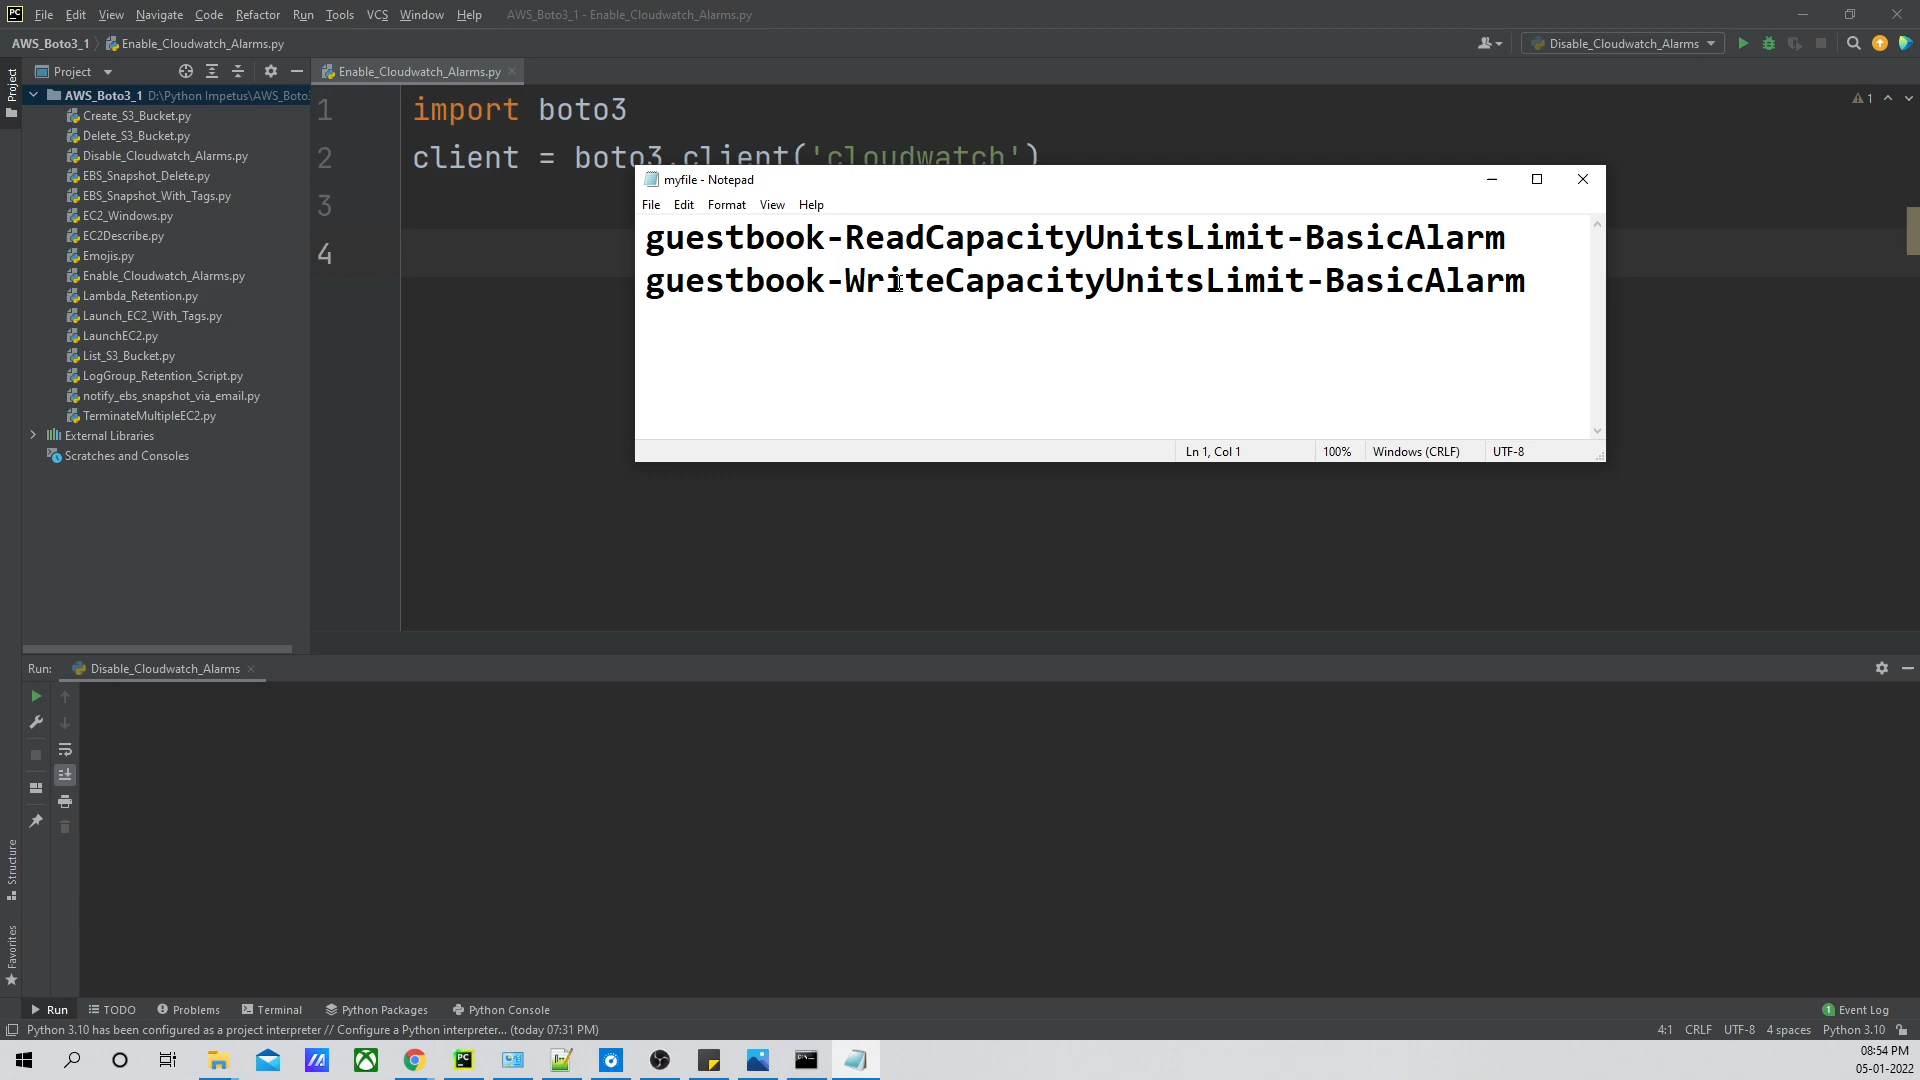 File Edit View Navigate Code Refactor Run Tools VCS Window Help AWS_Boto3_1 - Enable_Cloudwatch_Alarms.py
AWS_Boto3_1 Enable_Cloudwatch_Alarms.py Disable_Cloudwatch_Alarms
Project Project Enable_Cloudwatch_Alarms.py
AWS_Boto3_1 D:\Python Impetus\AWS_Boto3
Create_S3_Bucket.py
Delete_S3_Bucket.py
Disable_Cloudwatch_Alarms.py
EBS_Snapshot_Delete.py
EBS_Snapshot_With_Tags.py
EC2_Windows.py
EC2Describe.py
Emojis.py
Enable_Cloudwatch_Alarms.py
Lambda_Retention.py
Launch_EC2_With_Tags.py
LaunchEC2.py
List_S3_Bucket.py
LogGroup_Retention_Script.py
notify_ebs_snapshot_via_email.py
TerminateMultipleEC2.py
External Libraries
Scratches and Consoles
1 import boto3
1
2 client = boto3.client('cloudwatch')
3
4
myfile - Notepad
File Edit Format View Help
guestbook-ReadCapacityUnitsLimit-BasicAlarm
guestbook-WriteCapacityUnitsLimit-BasicAlarm
Ln 1, Col 1 100% Windows (CRLF) UTF-8
Run: Disable_Cloudwatch_Alarms
Structure
Favorites
Run TODO Problems Terminal Python Packages Python Console 1 Event Log
Python 3.10 has been configured as a project interpreter // Configure a Python interpreter... (today 07:31 PM) 4:1 CRLF UTF-8 4 spaces Python 3.10
08:54 PM
05-01-2022